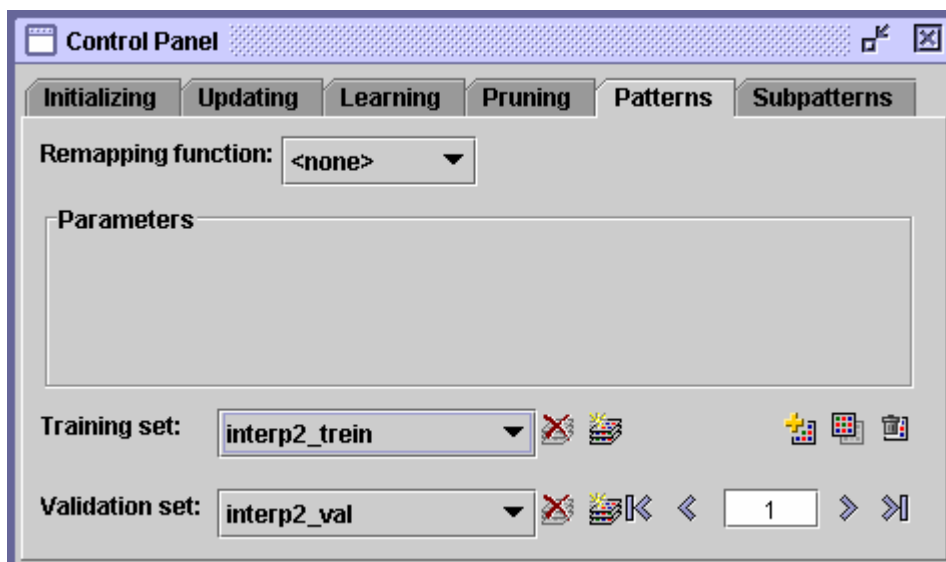 Control Panel
Initializing Updating Learning Pruning Patterns Subpatterns
Remapping function: <none>
Parameters
Training set: interp2_trein
Validation set: interp2_val 1